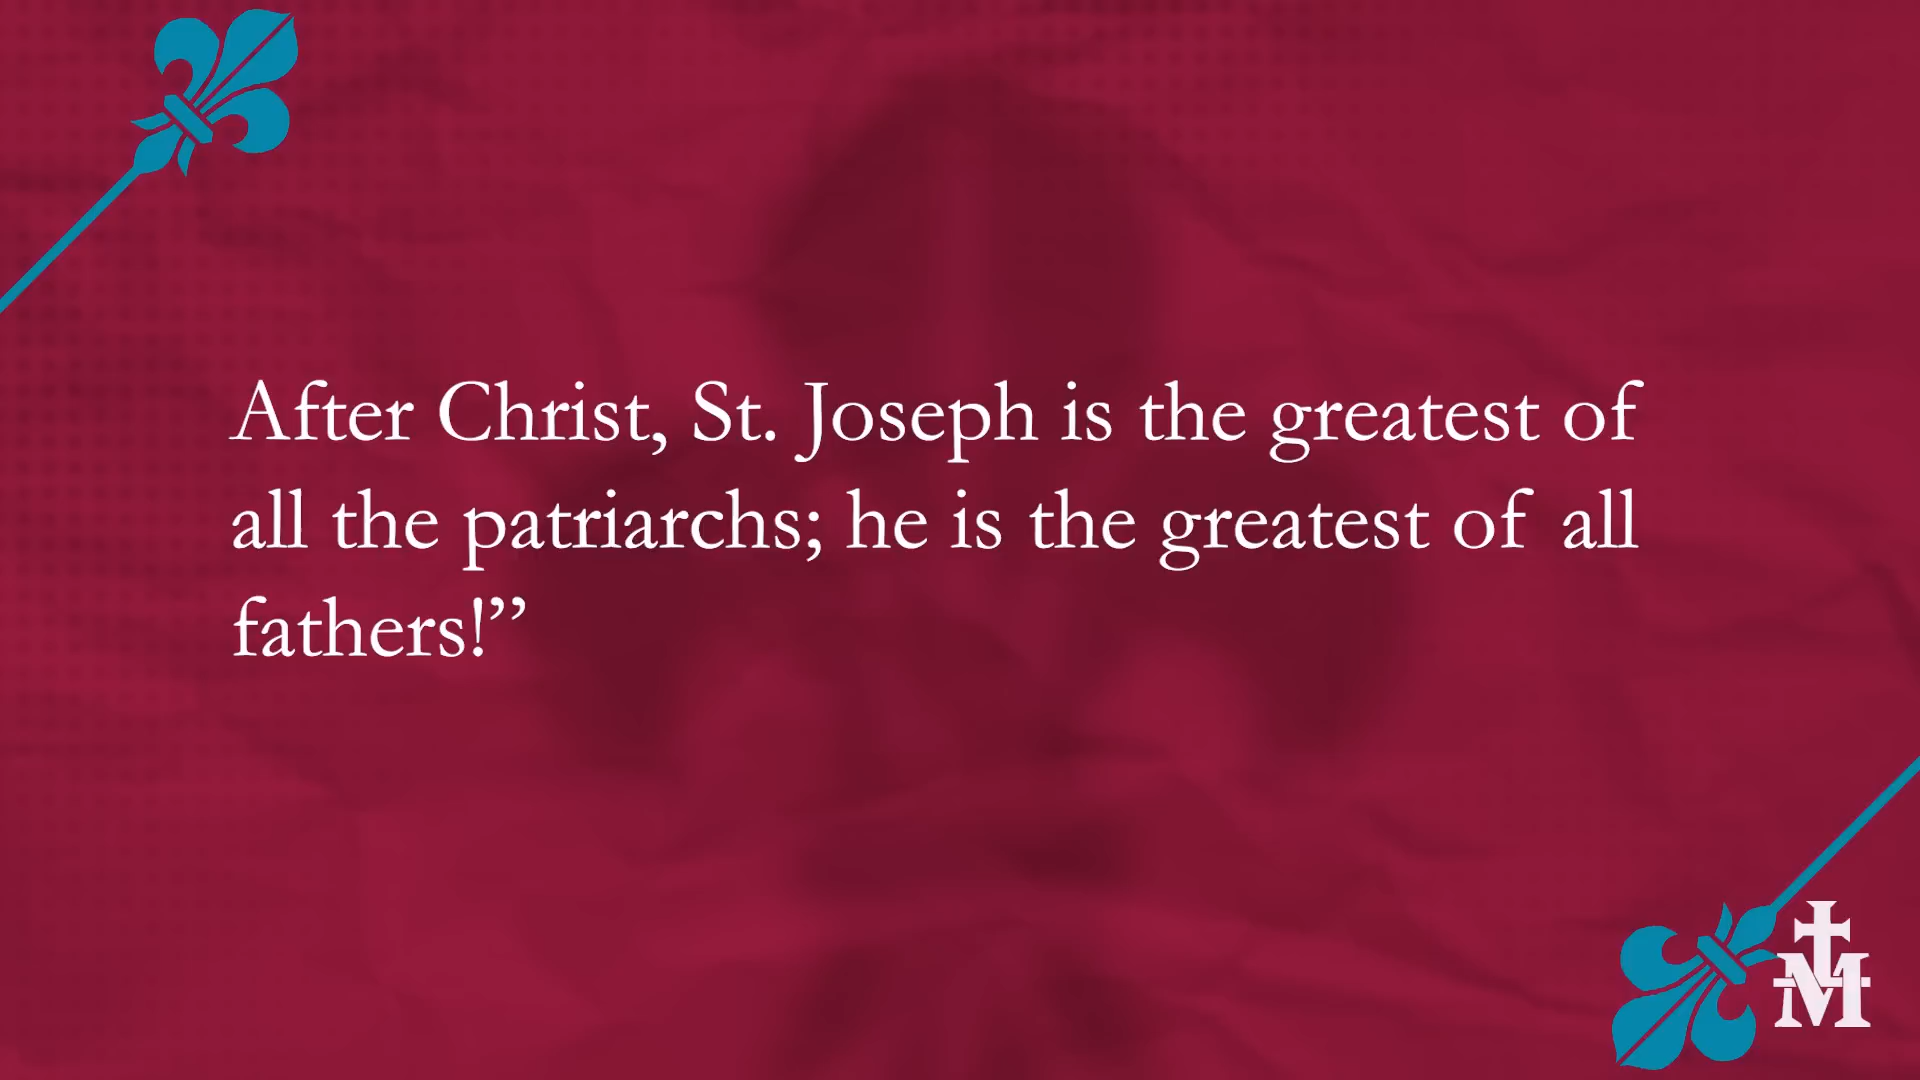 After Christ, St. Joseph is the greatest of
all the patriarchs; he is the greatest of all
fathers!”